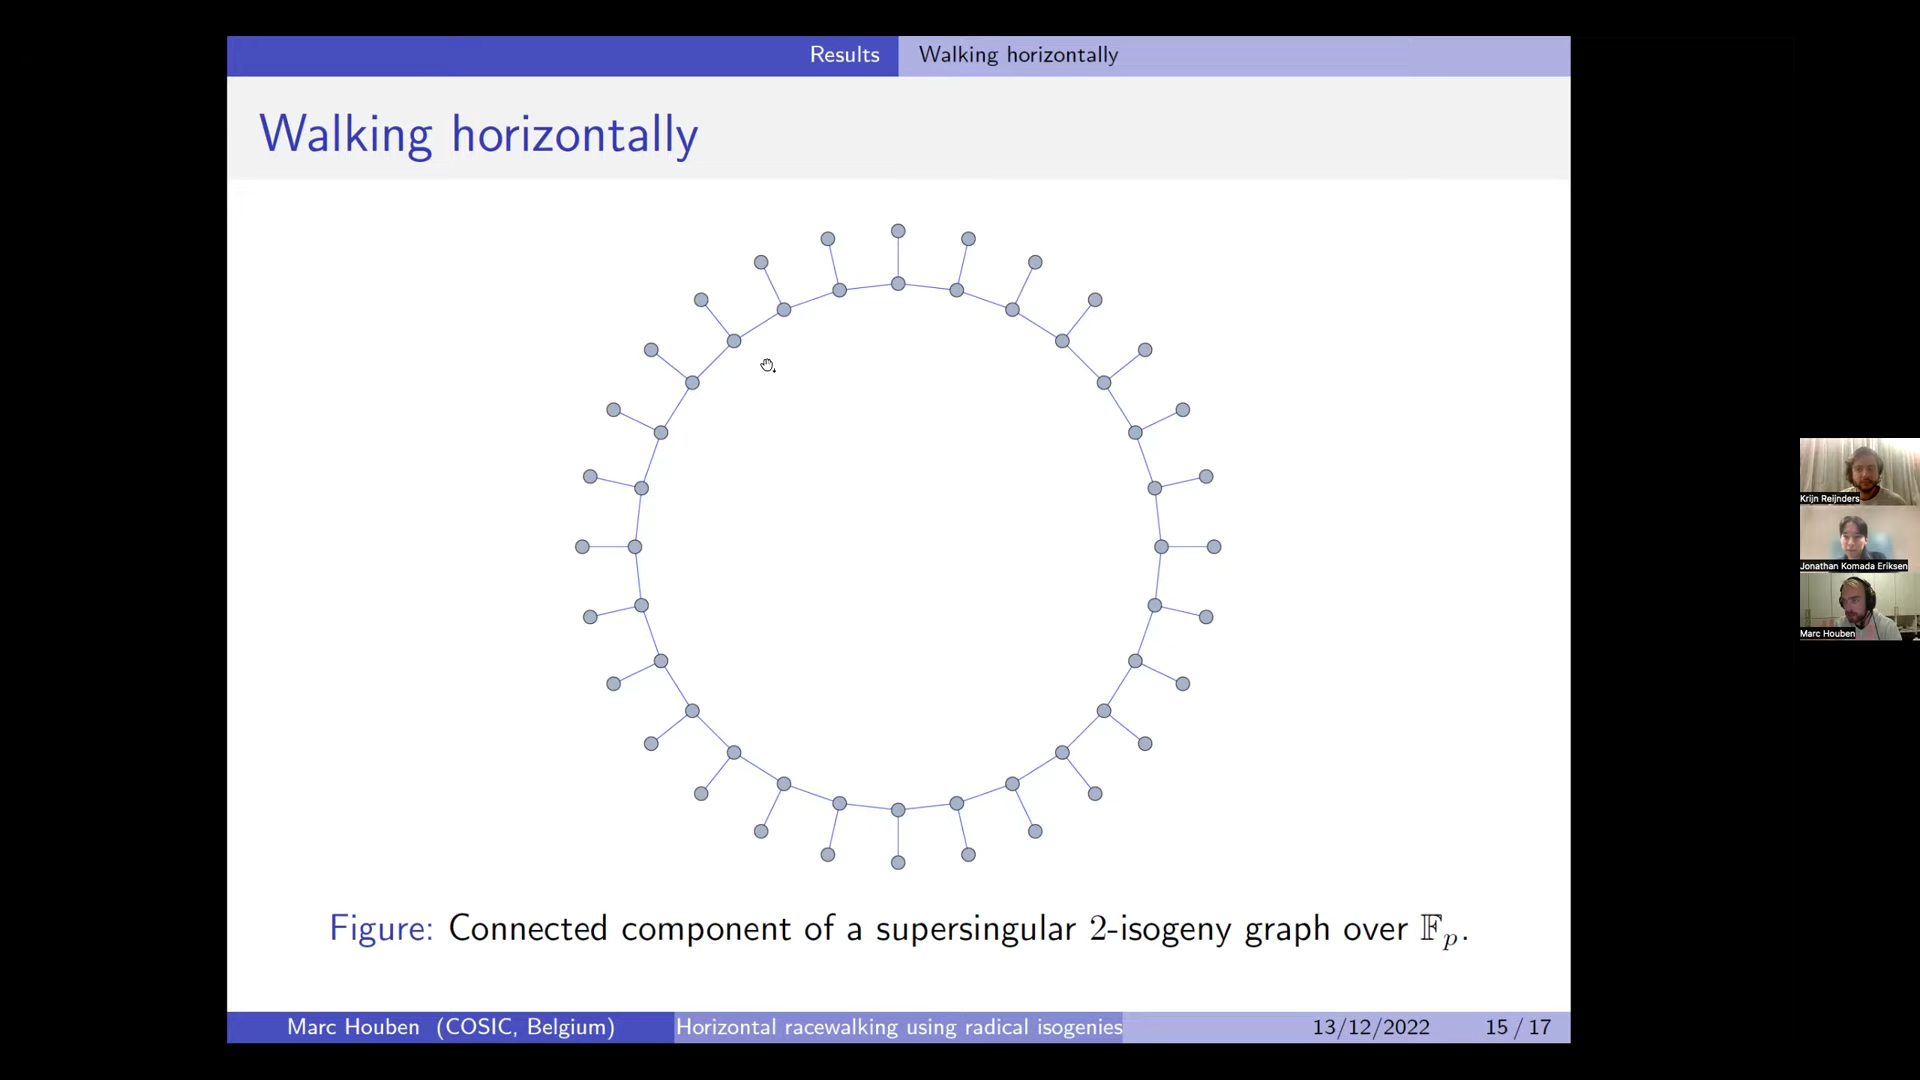 Results Walking horizontally
Walking horizontally
Figure: Connected component of a supersingular 2-isogeny graph over 𝔽p.
Marc Houben (COSIC, Belgium) Horizontal racewalking using radical isogenies 13/12/2022 15 / 17
Krijn Reijnders
Jonathan Komada Eriksen
Marc Houben